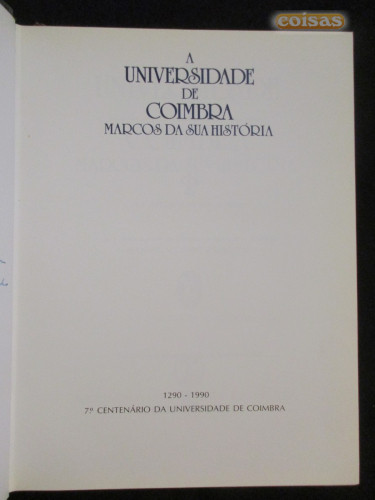 coisas
A
UNIVERSIDADE
DE
COIMBRA
MARCOS DA SUA HISTÓRIA
1290 - 1990
7º CENTENÁRIO DA UNIVERSIDADE DE COIMBRA